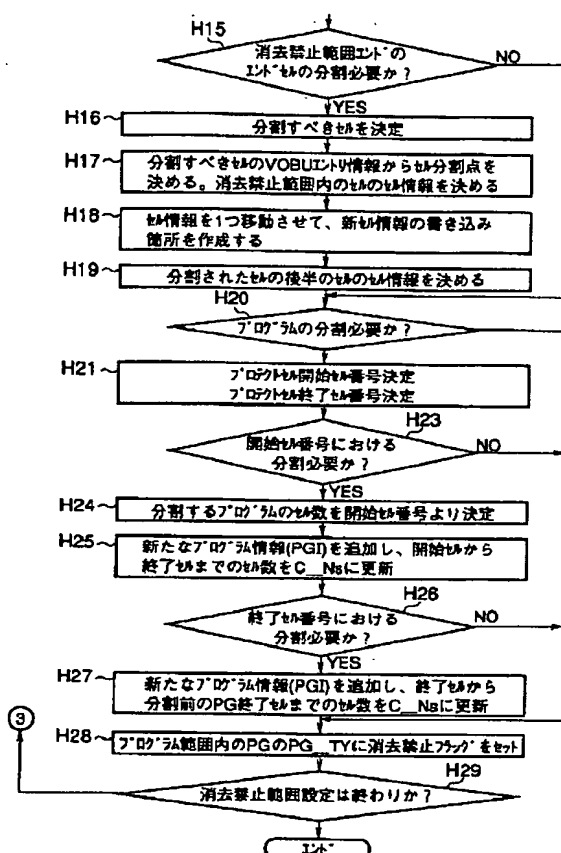 H15
消去禁止範囲エンドの
エンドセルの分割必要か?
NO
YES
H16
分割すべきセルを決定
H17
分割すべきセルのVOBUエントリ情報からセル分割点を
決める。消去禁止範囲内のセルのセル情報を決める
H18
セル情報を1つ移動させて、新セル情報の書き込み
箇所を作成する
H19
分割されたセルの後半のセルのセル情報を決める
H20
プログラムの分割必要か?
H21
プロテクトセル開始セル番号決定
プロテクトセル終了セル番号決定
H23
開始セル番号における
分割必要か?
NO
YES
H24
分割するプログラムのセル数を開始セル番号より決定
H25
新たなプログラム情報(PGI)を追加し、開始セルから
終了セルまでのセル数をC_Nsに更新
H26
終了セル番号における
分割必要か?
NO
YES
H27
新たなプログラム情報(PGI)を追加し、終了セルから
分割前のPG終了セルまでのセル数をC_Nsに更新
3
H28
プログラム範囲内のPGのPG_TYに消去禁止フラッグをセット
H29
消去禁止範囲設定は終わりか?
エンド